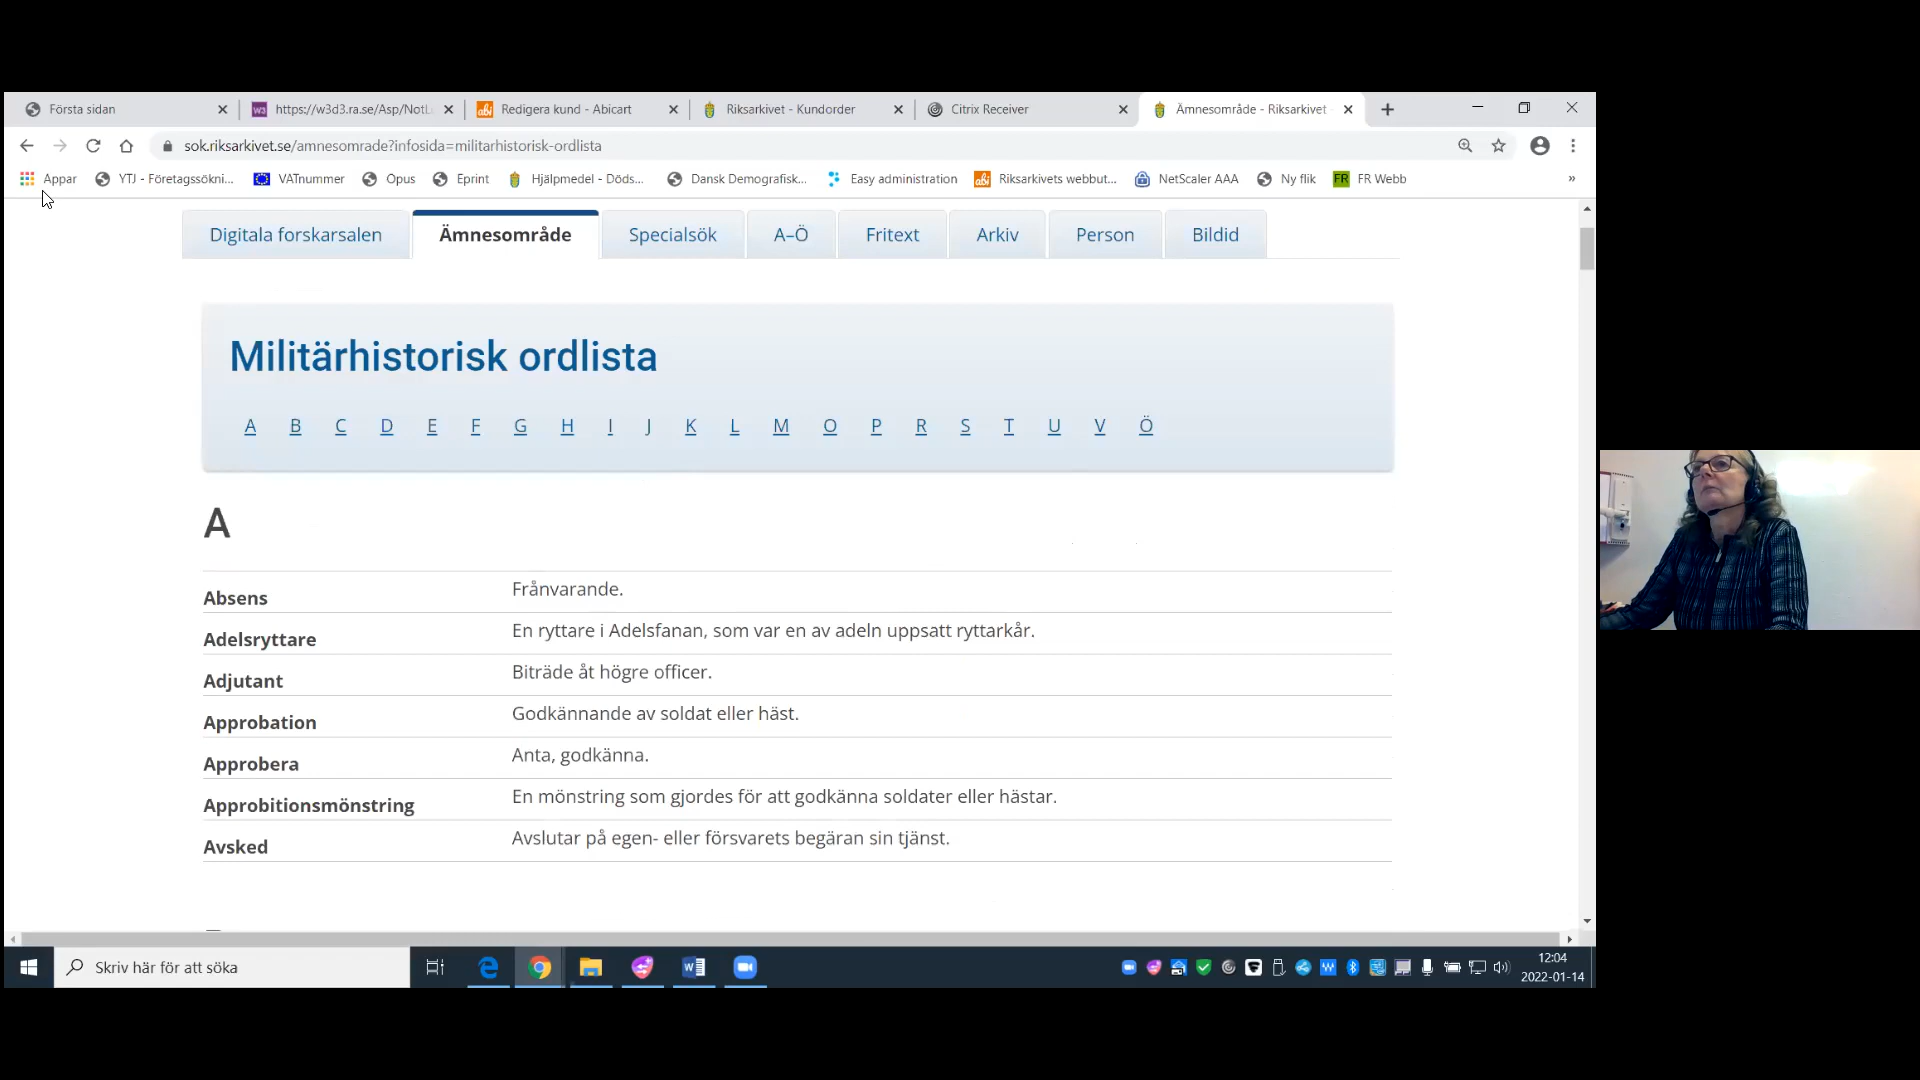 Första sidan
https://w3d3.ra.se/Asp/NotL
Redigera kund - Abicart
Riksarkivet - Kundorder
Citrix Receiver
Ämnesområde - Riksarkivet
sok.riksarkivet.se/amnesomrade?infosida=militarhistorisk-ordlista
Appar
YTJ - Företagssökni...
VATnummer
Opus
Eprint
Hjälpmedel - Döds...
Dansk Demografisk...
Easy administration
abi Riksarkivets webbut...
NetScaler AAA
Ny flik
FR FR Webb
»
Digitala forskarsalen
Ämnesområde
Specialsök
A–Ö
Fritext
Arkiv
Person
Bildid
Militärhistorisk ordlista
A B C D E F G H I J K L M O P R S T U V Ö
A
Absens Frånvarande.
Adelsryttare En ryttare i Adelsfanan, som var en av adeln uppsatt ryttarkår.
Adjutant Biträde åt högre officer.
Approbation Godkännande av soldat eller häst.
Approbera Anta, godkänna.
Approbitionsmönstring En mönstring som gjordes för att godkänna soldater eller hästar.
Avsked Avslutar på egen- eller försvarets begäran sin tjänst.
Skriv här för att söka
12:04
2022-01-14